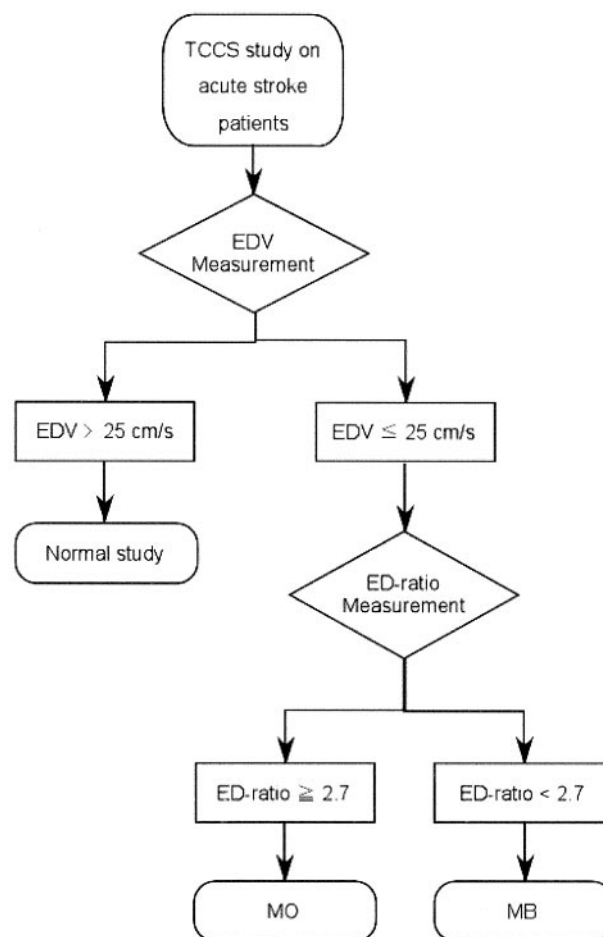 TCCS study on
acute stroke
patients
EDV
Measurement
EDV > 25 cm/s
EDV ≦ 25 cm/s
Normal study
ED-ratio
Measurement
ED-ratio ≧ 2.7
ED-ratio < 2.7
MO
MB